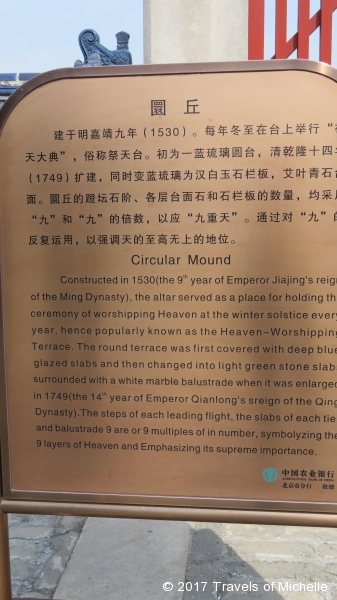 圜丘
建于明嘉靖九年（1530）。每年冬至在台上举行“
天大典”，俗称祭天台。初为一蓝琉璃圆台，清乾隆十四
（1749）扩建，同时变蓝琉璃为汉白玉石栏板，艾叶青石
面。圜丘的蹬坛石阶、各层台面石和石栏板的数量，均采
“九”和“九”的倍数，以应“九重天”。通过对“九”的
反复运用，以强调天的至高无上的地位。
Circular Mound
Constructed in 1530(the 9th year of Emperor Jiajing's reign
of the Ming Dynasty), the altar served as a place for holding the
ceremony of worshipping Heaven at the winter solstice every
year, hence popularly known as the Heaven-Worshipping
Terrace. The round terrace was first covered with deep blue
glazed slabs and then changed into light green stone slab
surrounded with a white marble balustrade when it was enlarged
in 1749(the 14th year of Emperor Qianlong's sreign of the Qing
Dynasty).The steps of each leading flight, the slabs of each tie
and balustrade 9 are or 9 multiples of in number, symbolyzing the
9 layers of Heaven and Emphasizing its supreme importance.
中国农业银行
AGRICULTURAL BANK OF CHINA
北京市分行 敬赠
© 2017 Travels of Michelle